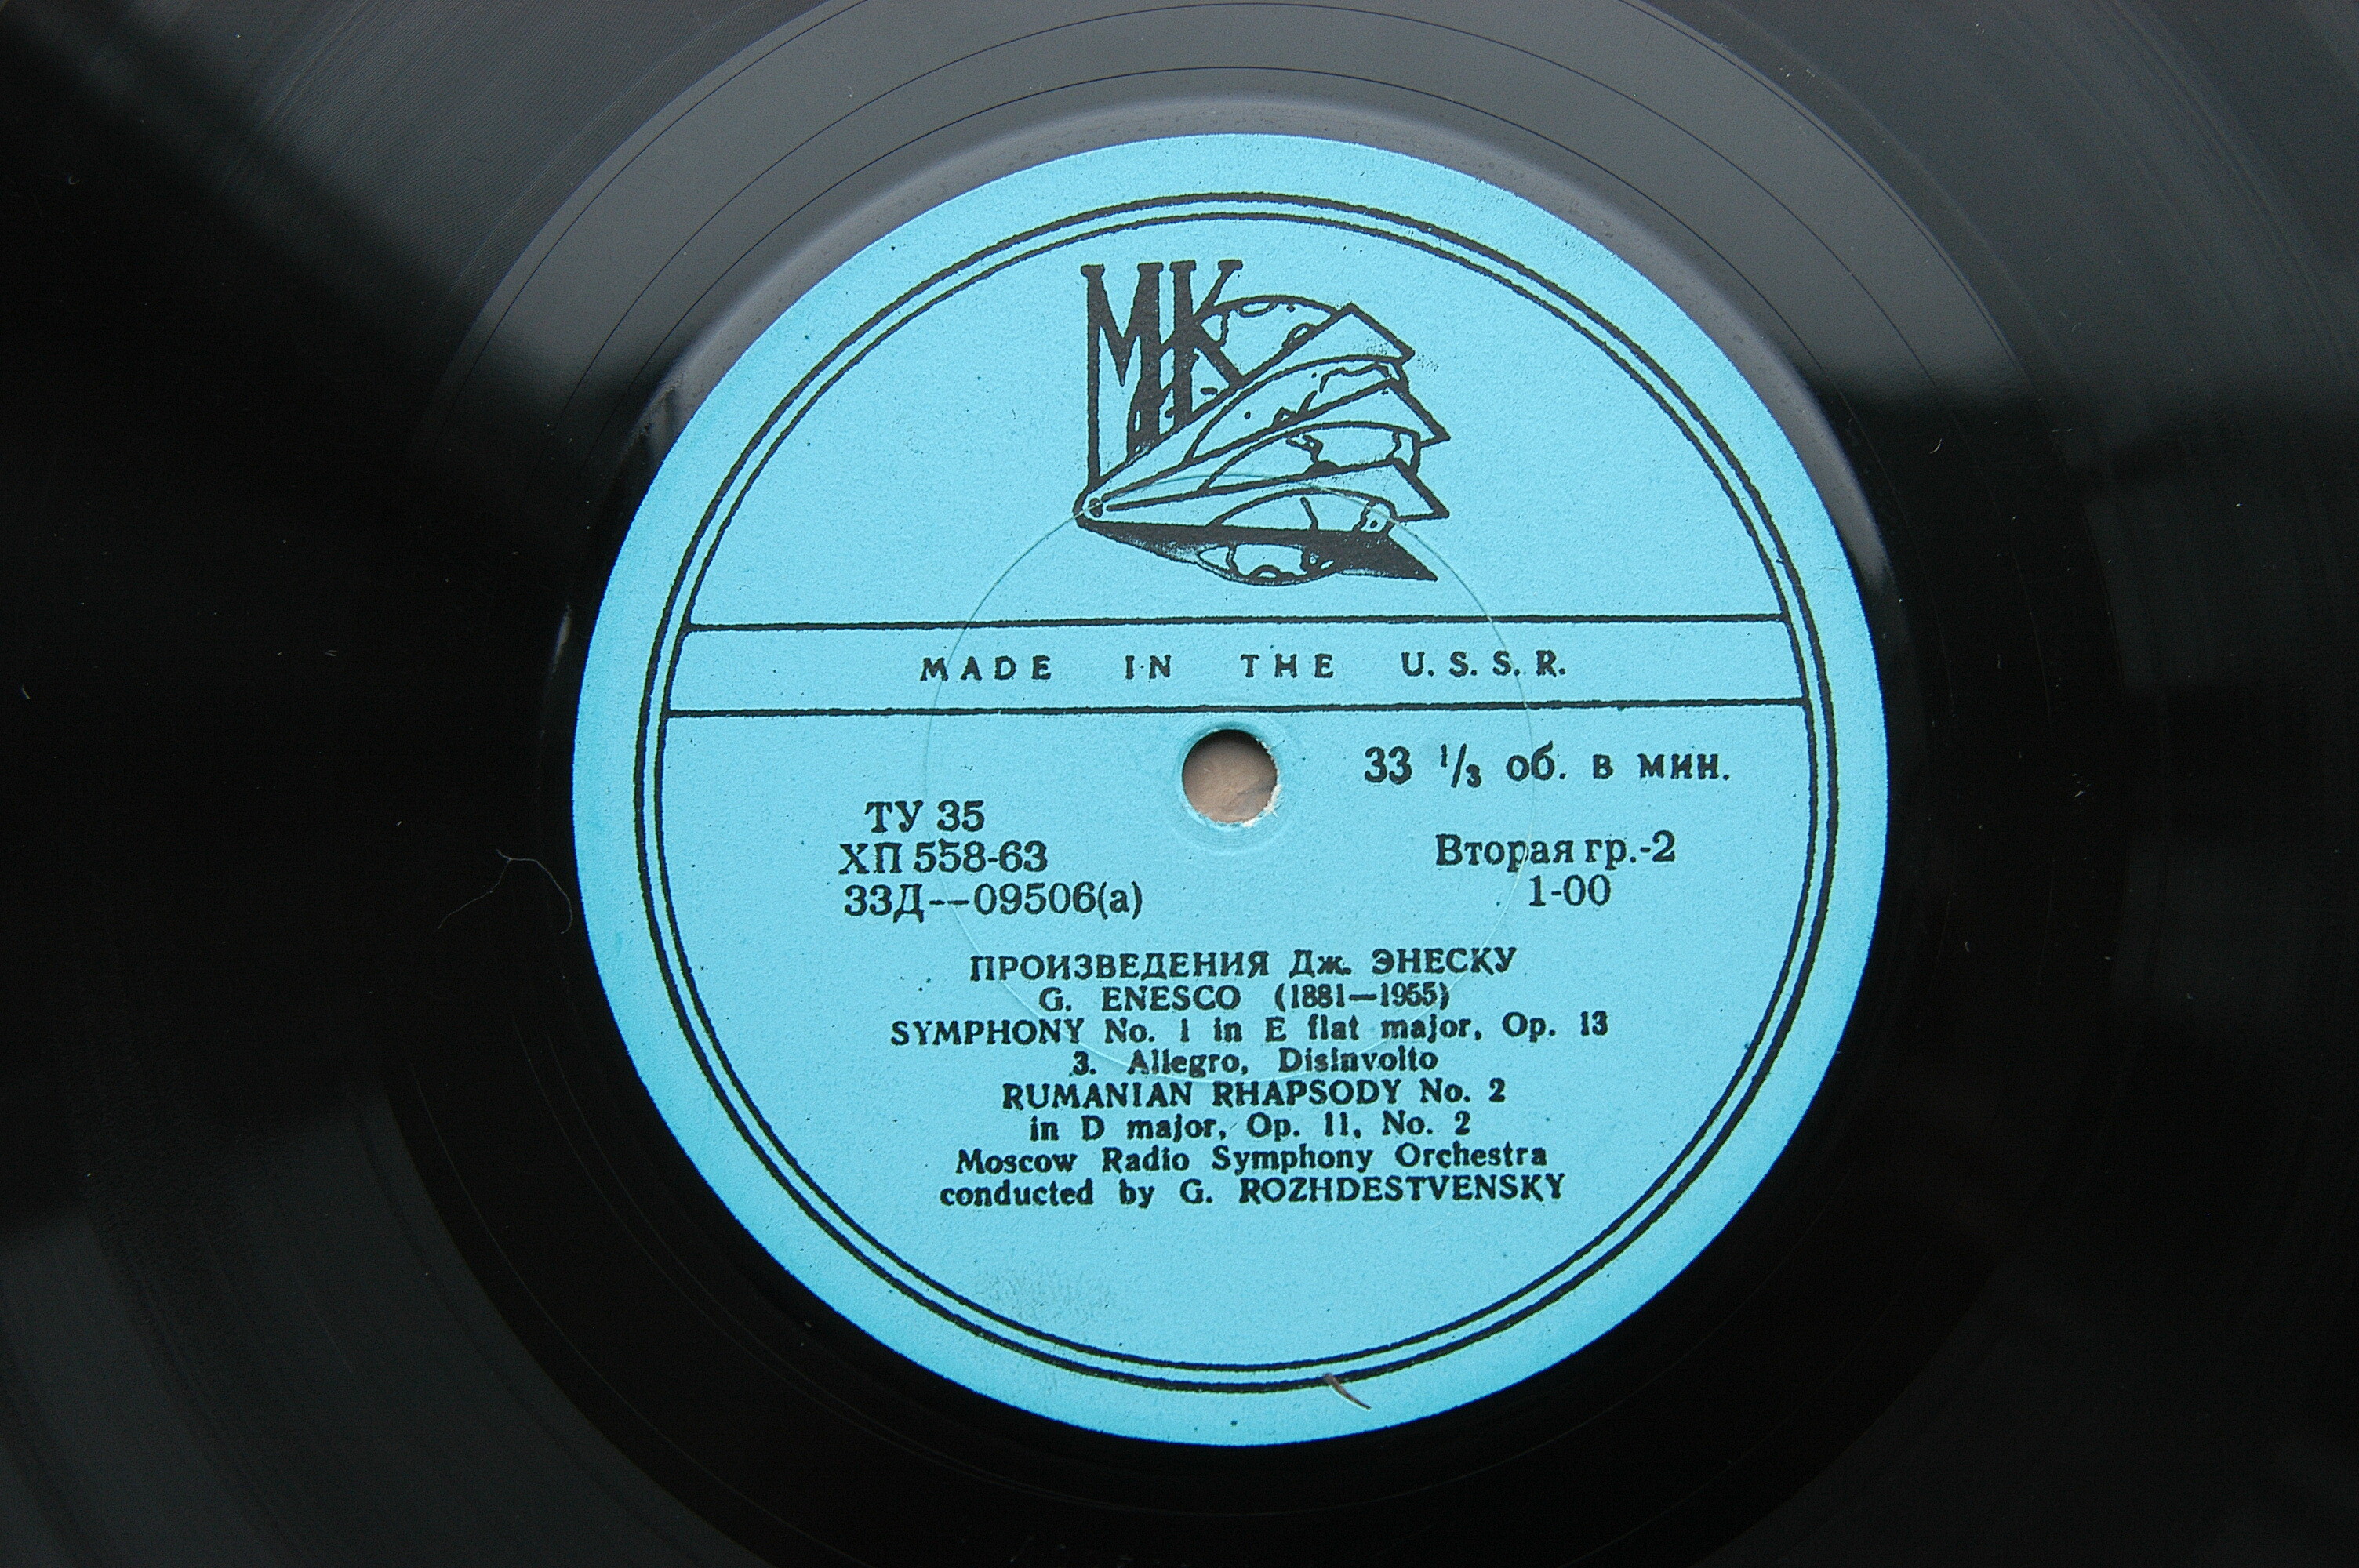 МК
MADE IN THE U.S.S.R.
33 1/3 об. в мин.
ТУ 35
ХП 558-63
33Д--09506(а)
Вторая гр.-2
1-00
ПРОИЗВЕДЕНИЯ Дж. ЭНЕСКУ
G. ENESCO (1881—1955)
SYMPHONY No. 1 in E flat major, Op. 13
3. Allegro, Disinvolto
RUMANIAN RHAPSODY No. 2
in D major, Op. 11, No. 2
Moscow Radio Symphony Orchestra
conducted by G. ROZHDESTVENSKY